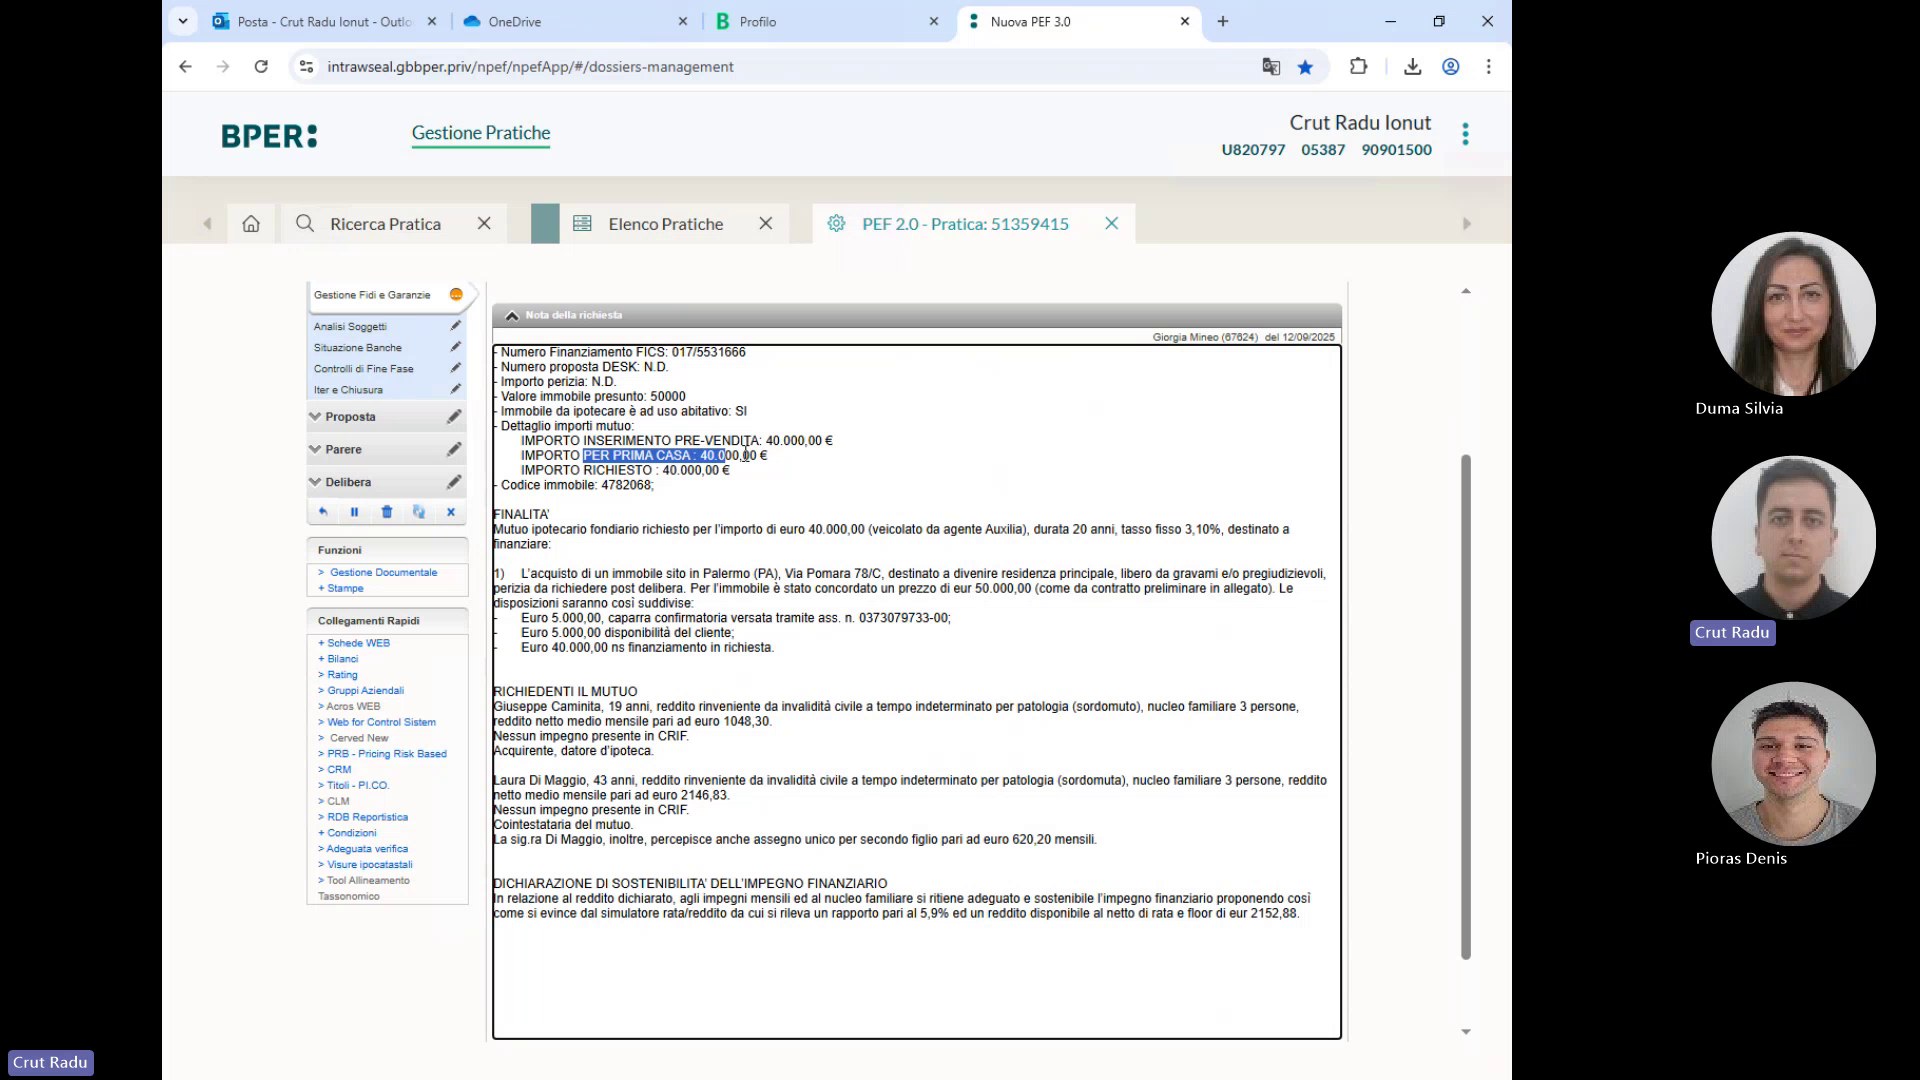 Posta - Crut Radu Ionut - Outlo
OneDrive
Profilo
Nuova PEF 3.0
intrawseal.gbbper.priv/npef/npefApp/#/dossiers-management
BPER:
Gestione Pratiche
Crut Radu Ionut
U820797 05387 90901500
Ricerca Pratica
Elenco Pratiche
PEF 2.0 - Pratica: 51359415
Gestione Fidi e Garanzie
Analisi Soggetti
Situazione Banche
Controlli di Fine Fase
Iter e Chiusura
Proposta
Parere
Delibera
Funzioni
> Gestione Documentale
+ Stampe
Collegamenti Rapidi
+ Schede WEB
+ Bilanci
> Rating
> Gruppi Aziendali
> Acros WEB
> Web for Control Sistem
> Cerved New
> PRB - Pricing Risk Based
> CRM
> Titoli - PI.CO.
> CLM
> RDB Reportistica
+ Condizioni
> Adeguata verifica
> Visure ipocatastali
> Tool Allineamento
Tassonomico
Nota della richiesta
Giorgia Mineo (67624) del 12/09/2025
- Numero Finanziamento FICS: 017/5531666
- Numero proposta DESK: N.D.
- Importo perizia: N.D.
- Valore immobile presunto: 50000
- Immobile da ipotecare è ad uso abitativo: SI
- Dettaglio importi mutuo:
IMPORTO INSERIMENTO PRE-VENDITA: 40.000,00 €
IMPORTO PER PRIMA CASA : 40.000,00 €
IMPORTO RICHIESTO : 40.000,00 €
- Codice immobile: 4782068;
FINALITA'
Mutuo ipotecario fondiario richiesto per l'importo di euro 40.000,00 (veicolato da agente Auxilia), durata 20 anni, tasso fisso 3,10%, destinato a
finanziare:
1) L'acquisto di un immobile sito in Palermo (PA), Via Pomara 78/C, destinato a divenire residenza principale, libero da gravami e/o pregiudizievoli,
perizia da richiedere post delibera. Per l'immobile è stato concordato un prezzo di eur 50.000,00 (come da contratto preliminare in allegato). Le
disposizioni saranno così suddivise:
- Euro 5.000,00, caparra confirmatoria versata tramite ass. n. 0373079733-00;
- Euro 5.000,00 disponibilità del cliente;
- Euro 40.000,00 ns finanziamento in richiesta.
RICHIEDENTI IL MUTUO
Giuseppe Caminita, 19 anni, reddito rinveniente da invalidità civile a tempo indeterminato per patologia (sordomuto), nucleo familiare 3 persone,
reddito netto medio mensile pari ad euro 1048,30.
Nessun impegno presente in CRIF.
Acquirente, datore d'ipoteca.
Laura Di Maggio, 43 anni, reddito rinveniente da invalidità civile a tempo indeterminato per patologia (sordomuta), nucleo familiare 3 persone, reddito
netto medio mensile pari ad euro 2146,83.
Nessun impegno presente in CRIF.
Cointestataria del mutuo.
La sig.ra Di Maggio, inoltre, percepisce anche assegno unico per secondo figlio pari ad euro 620,20 mensili.
DICHIARAZIONE DI SOSTENIBILITA' DELL'IMPEGNO FINANZIARIO
In relazione al reddito dichiarato, agli impegni mensili ed al nucleo familiare si ritiene adeguato e sostenibile l'impegno finanziario proponendo così
come si evince dal simulatore rata/reddito da cui si rileva un rapporto pari al 5,9% ed un reddito disponibile al netto di rata e floor di eur 2152,88.
Duma Silvia
Crut Radu
Pioras Denis
Crut Radu